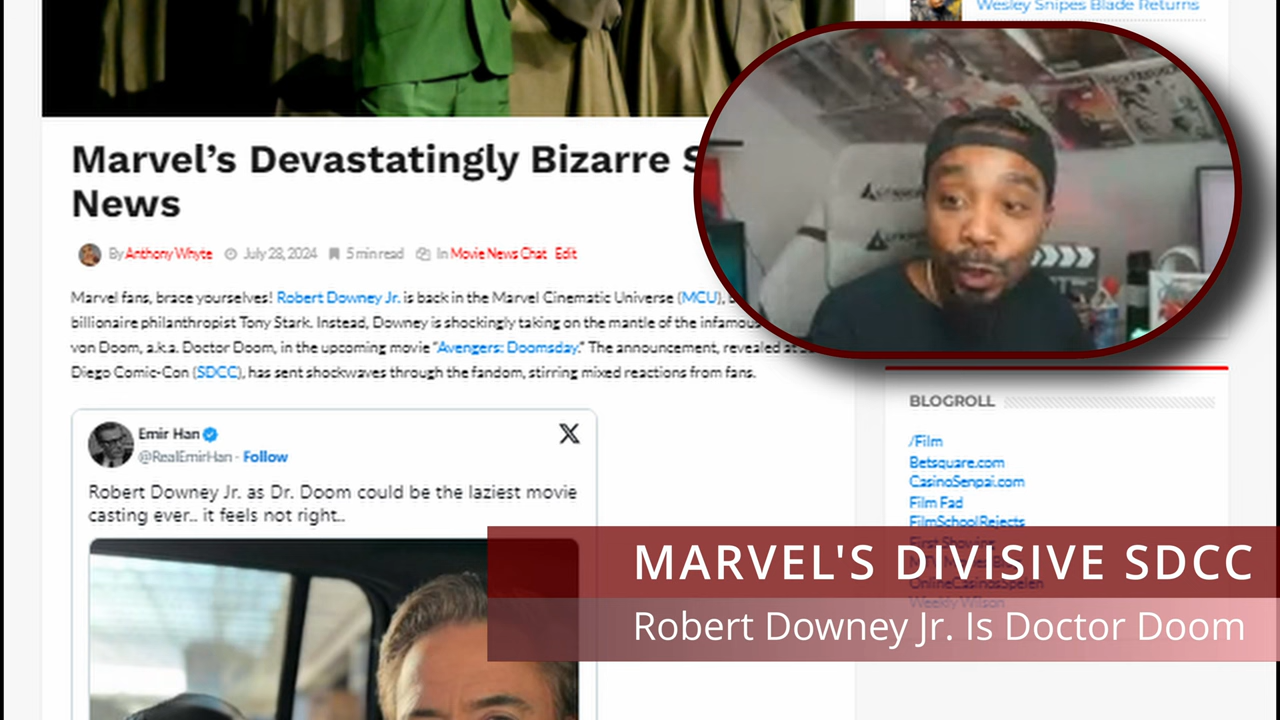 Wesley Snipes Blade Returns
Marvel's Devastatingly Bizarre
News
By Anthony Whyte July 28, 2024 5 min read In Movie News Chat Edit
Marvel fans, brace yourselves! Robert Downey Jr. is back in the Marvel Cinematic Universe (MCU),
billionaire philanthropist Tony Stark. Instead, Downey is shockingly taking on the mantle of the infamous
von Doom, a.k.a. Doctor Doom, in the upcoming movie “Avengers: Doomsday.” The announcement, revealed at
Diego Comic-Con (SDCC), has sent shockwaves through the fandom, stirring mixed reactions from fans.
Emir Han
@RealEmirHan · Follow
X
Robert Downey Jr. as Dr. Doom could be the laziest movie
casting ever.. it feels not right..
BLOGROLL
/Film
Betsquare.com
CasinoSenpai.com
Film Fad
FilmSchoolRejects
First Showing
OnlineCasinosSpelen
Weekly Wilson
MARVEL'S DIVISIVE SDCC
Robert Downey Jr. Is Doctor Doom